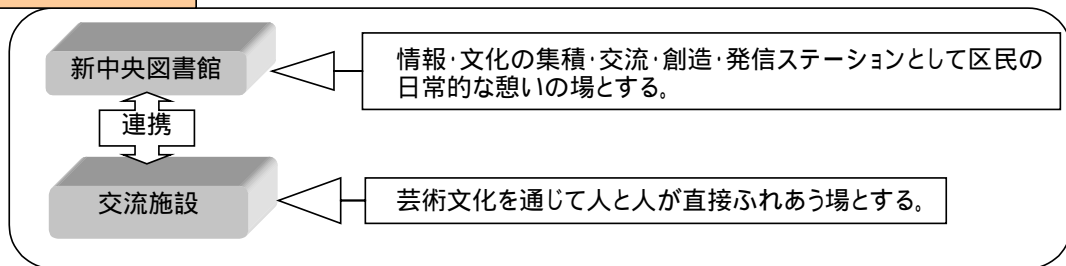 新中央図書館
情報・文化の集積・交流・創造・発信ステーションとして区民の
日常的な憩いの場とする。
連携
交流施設
芸術文化を通じて人と人が直接ふれあう場とする。